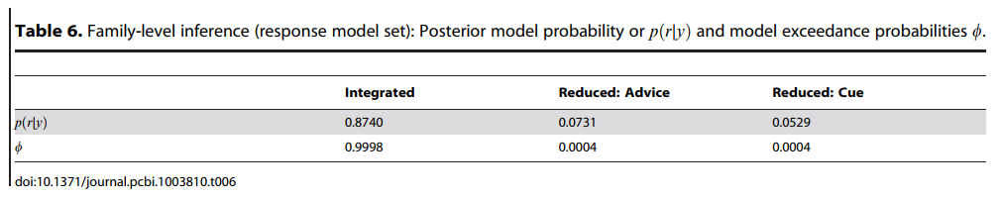 Table 6. Family-level inference (response model set): Posterior model probability or p(r|y) and model exceedance probabilities ϕ.
Integrated Reduced: Advice Reduced: Cue
p(r|y) 0.8740 0.0731 0.0529
ϕ 0.9998 0.0004 0.0004
doi:10.1371/journal.pcbi.1003810.t006